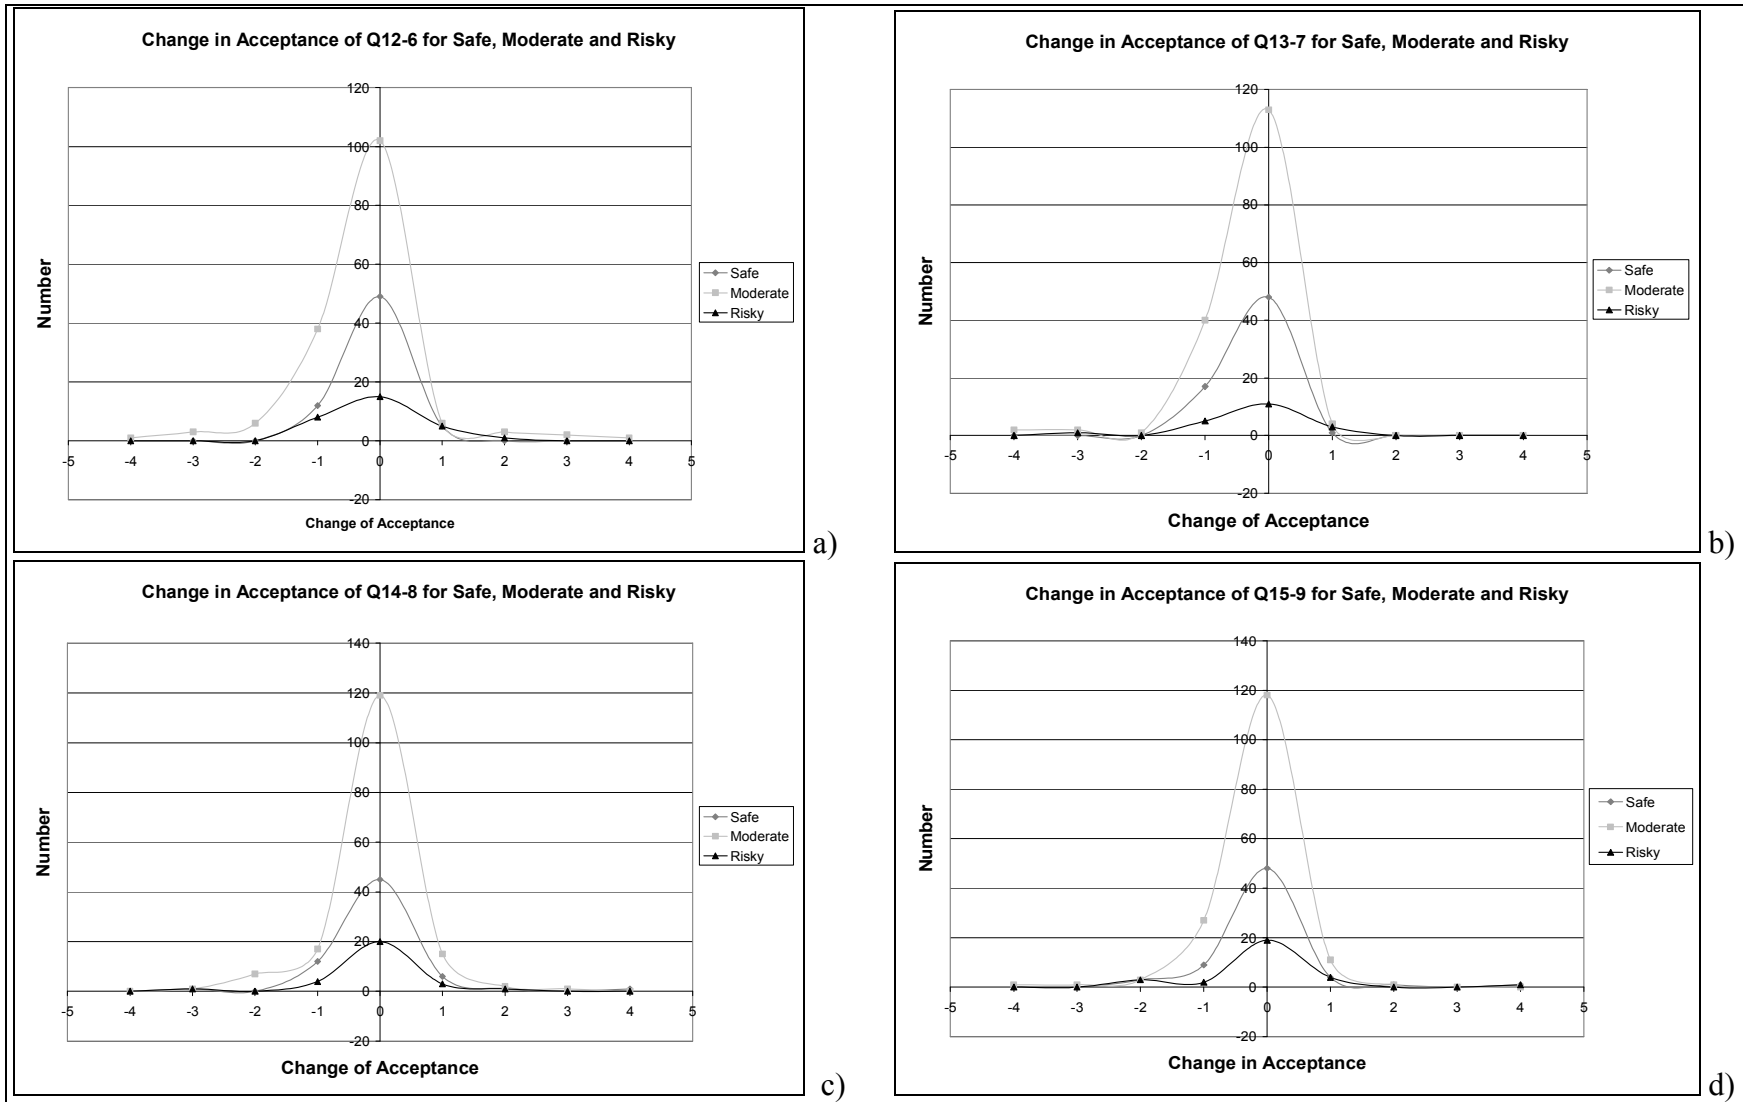 Change in Acceptance of Q12-6 for Safe, Moderate and Risky
120
100
80
60
40
20
0
-20
-5 -4 -3 -2 -1 0 1 2 3 4 5
Number
Change of Acceptance
Safe
Moderate
Risky
a)
Change in Acceptance of Q13-7 for Safe, Moderate and Risky
120
100
80
60
40
20
0
-20
-5 -4 -3 -2 -1 0 1 2 3 4 5
Number
Change of Acceptance
Safe
Moderate
Risky
b)
Change in Acceptance of Q14-8 for Safe, Moderate and Risky
140
120
100
80
60
40
20
0
-20
-5 -4 -3 -2 -1 0 1 2 3 4 5
Number
Change of Acceptance
Safe
Moderate
Risky
c)
Change in Acceptance of Q15-9 for Safe, Moderate and Risky
140
120
100
80
60
40
20
0
-20
-5 -4 -3 -2 -1 0 1 2 3 4 5
Number
Change in Acceptance
Safe
Moderate
Risky
d)